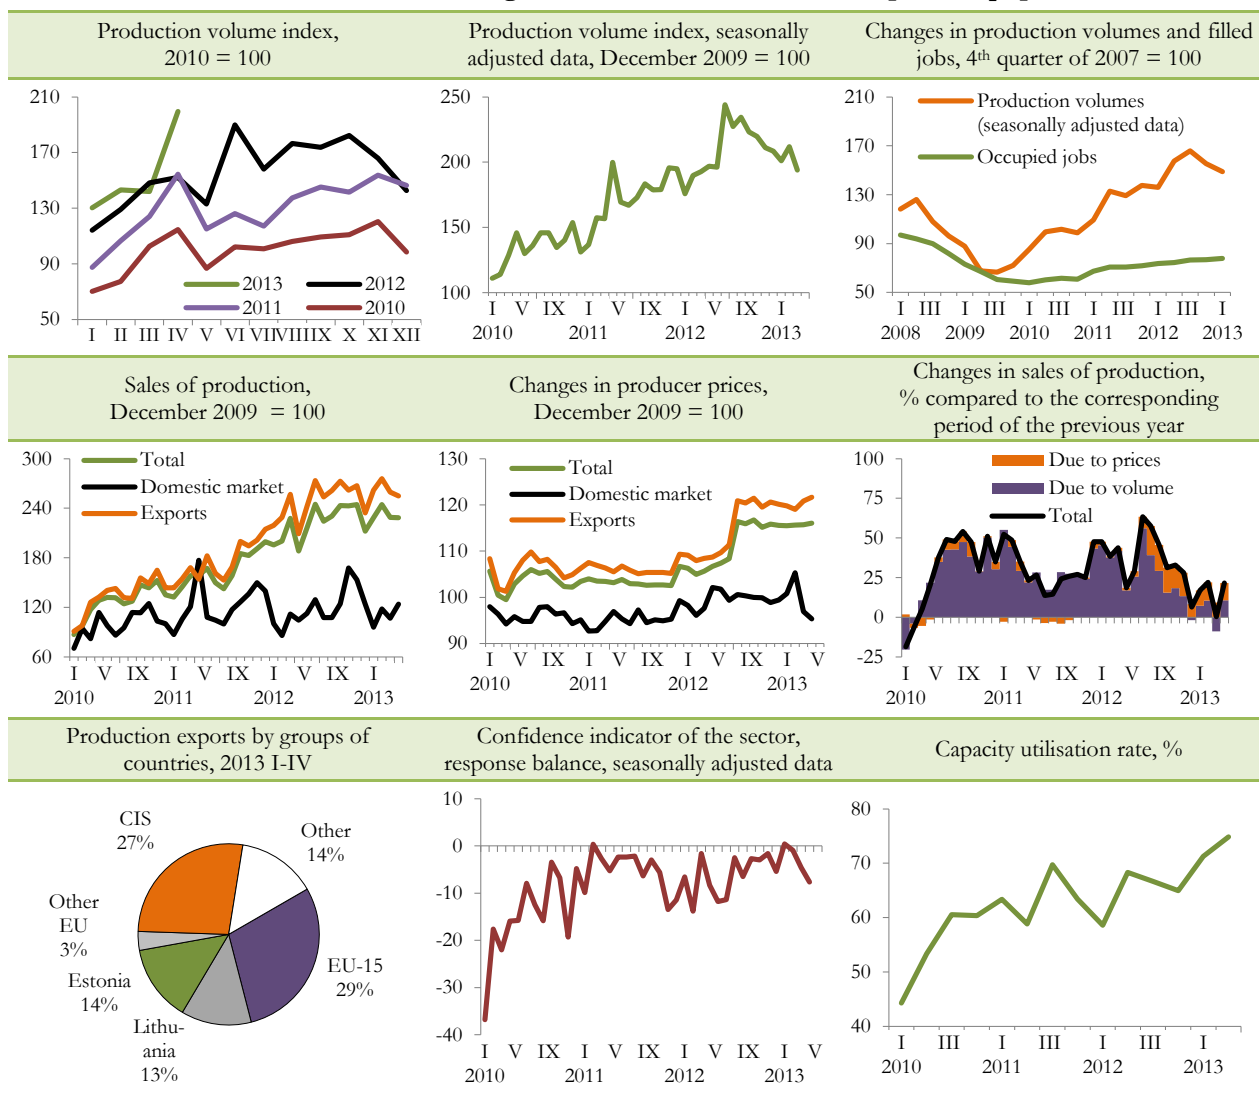 Production volume index,
2010 = 100
210
170
130
90
50
2013
2012
2011
2010
I II III IV V VI VII VIII IX X XI XII
Production volume index, seasonally
adjusted data, December 2009 = 100
250
200
150
100
I V IX I V IX I V IX I
2010 2011 2012 2013
Changes in production volumes and filled
jobs, 4th quarter of 2007 = 100
210
170
130
90
50
Production volumes
(seasonally adjusted data)
Occupied jobs
I III I III I III I III I III I
2008 2009 2010 2011 2012 2013
Sales of production,
December 2009 = 100
300
240
180
120
60
Total
Domestic market
Exports
I V IX I V IX I V IX I
2010 2011 2012 2013
Changes in producer prices,
December 2009 = 100
130
120
110
100
90
Total
Domestic market
Exports
I V IX I V IX I V IX I V
2010 2011 2012 2013
Changes in sales of production,
% compared to the corresponding
period of the previous year
100
75
50
25
0
-25
Due to prices
Due to volume
Total
I V IX I V IX I V IX I
2010 2011 2012 2013
Production exports by groups of
countries, 2013 I-IV
CIS
27%
Other
14%
Other
EU
3%
EU-15
29%
Estonia
14%
Lithu-
ania
13%
Confidence indicator of the sector,
response balance, seasonally adjusted data
10
0
-10
-20
-30
-40
I V IX I V IX I V IX I V
2010 2011 2012 2013
Capacity utilisation rate, %
80
70
60
50
40
I III I III I III I
2010 2011 2012 2013